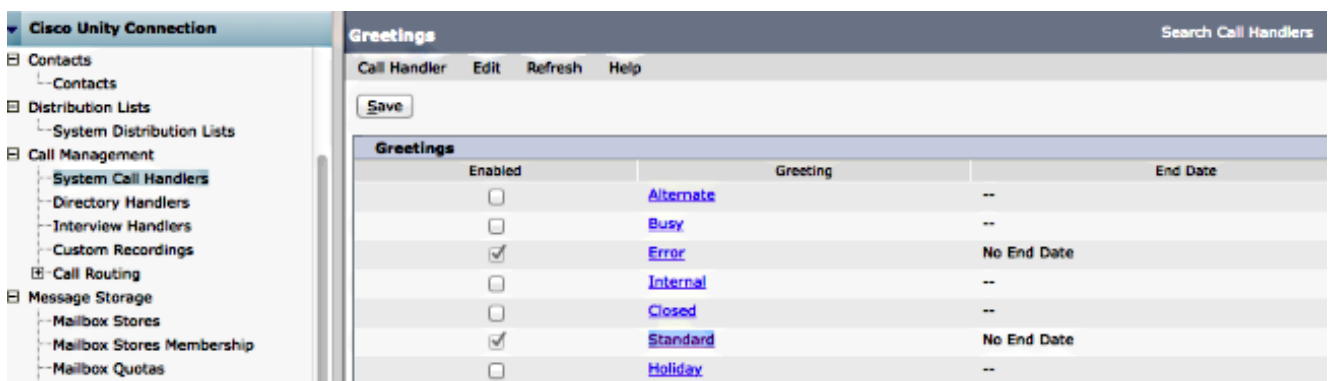 Cisco Unity Connection
Contacts
Contacts
Distribution Lists
System Distribution Lists
Call Management
System Call Handlers
Directory Handlers
Interview Handlers
Custom Recordings
Call Routing
Message Storage
Mailbox Stores
Mailbox Stores Membership
Mailbox Quotas
Greetings Search Call Handlers
Call Handler Edit Refresh Help
Save
Greetings
Enabled Greeting End Date
Alternate --
Busy --
Error No End Date
Internal --
Closed --
Standard No End Date
Holiday --